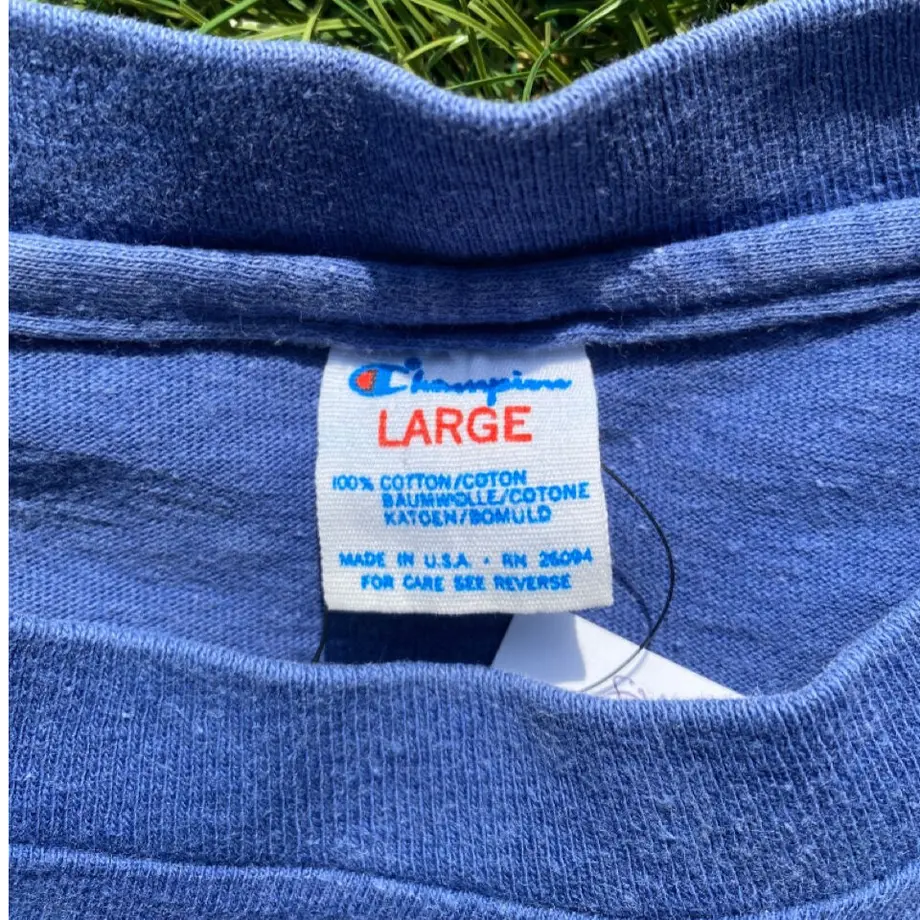 Champion
LARGE
100% COTTON/COTON
BAUMWOLLE/COTONE
KATOEN/BOMULD
MADE IN U.S.A. • RN 26094
FOR CARE SEE REVERSE